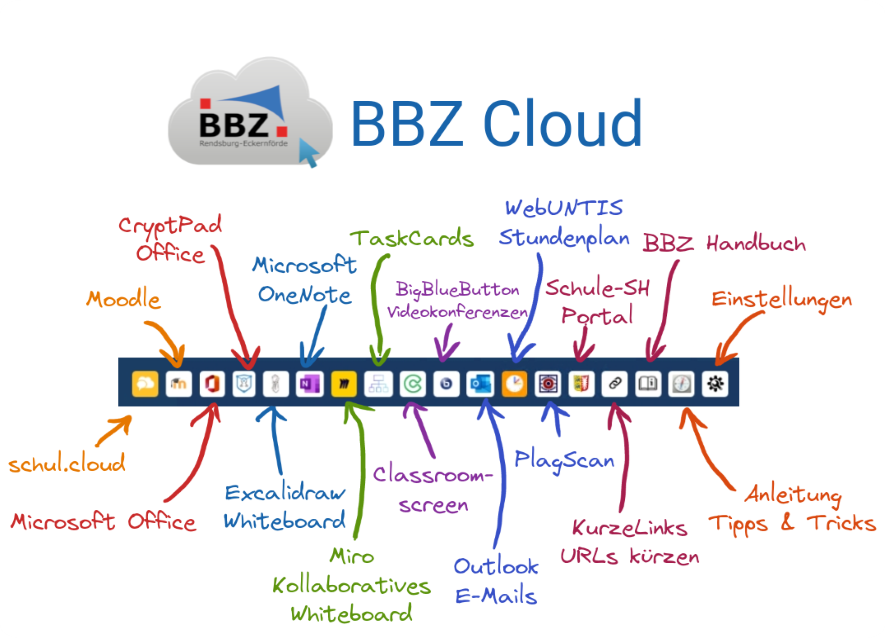 BBZ
Rendsburg-Eckernförde
BBZ Cloud
CryptPad
Office
Microsoft
OneNote
TaskCards
WebUNTIS
Stundenplan
BBZ Handbuch
Moodle
BigBlueButton
Videokonferenzen
Schule-SH
Portal
Einstellungen
schul.cloud
Microsoft Office
Excalidraw
Whiteboard
Miro
Kollaboratives
Whiteboard
Classroom-
screen
Outlook
E-Mails
PlagScan
KurzeLinks
URLs kürzen
Anleitung
Tipps & Tricks